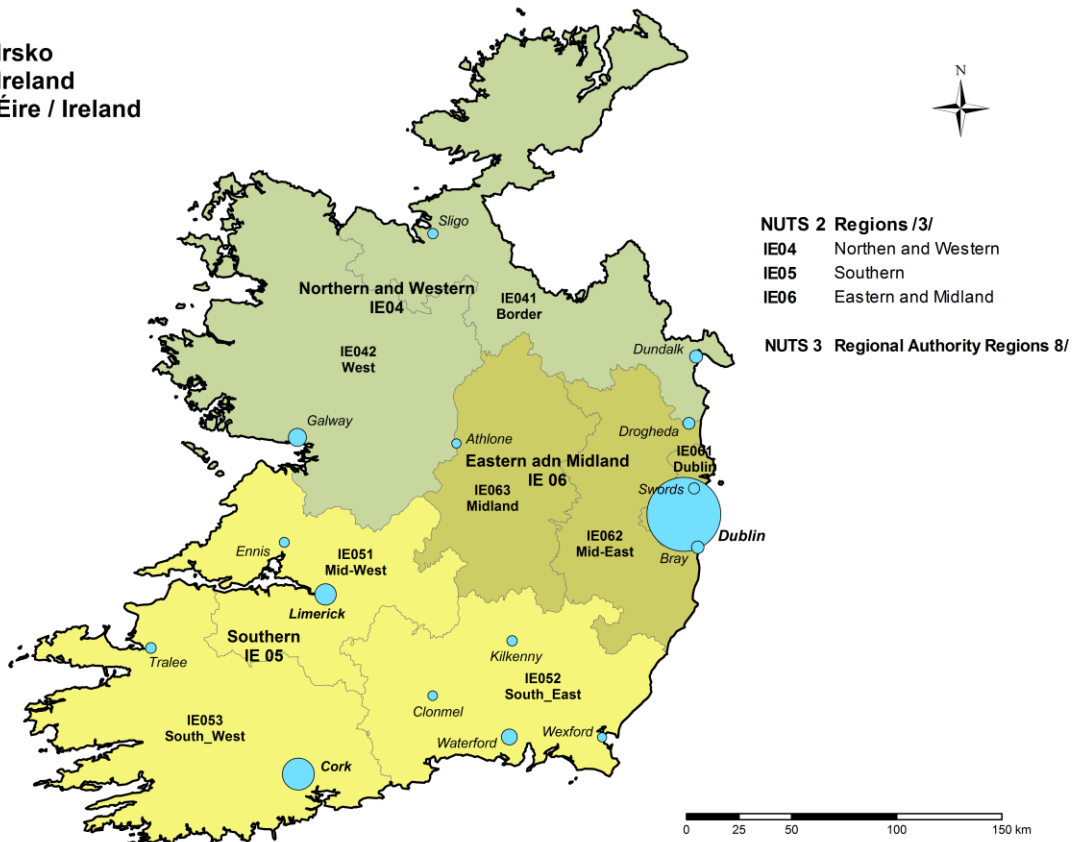 Irsko
Ireland
Éire / Ireland
N
NUTS 2 Regions /3/
IE04 Northen and Western
IE05 Southern
IE06 Eastern and Midland
NUTS 3 Regional Authority Regions 8/
Sligo
Northern and Western
IE04
IE041
Border
IE042
West
Dundalk
Galway
Drogheda
Athlone
IE061
Dublin
Eastern adn Midland
IE 06
IE063
Midland
Swords
Dublin
IE062
Mid-East
Bray
Ennis
IE051
Mid-West
Limerick
Southern
IE 05
Tralee
Kilkenny
IE052
South_East
Clonmel
IE053
South_West
Waterford
Wexford
Cork
0 25 50 100 150 km